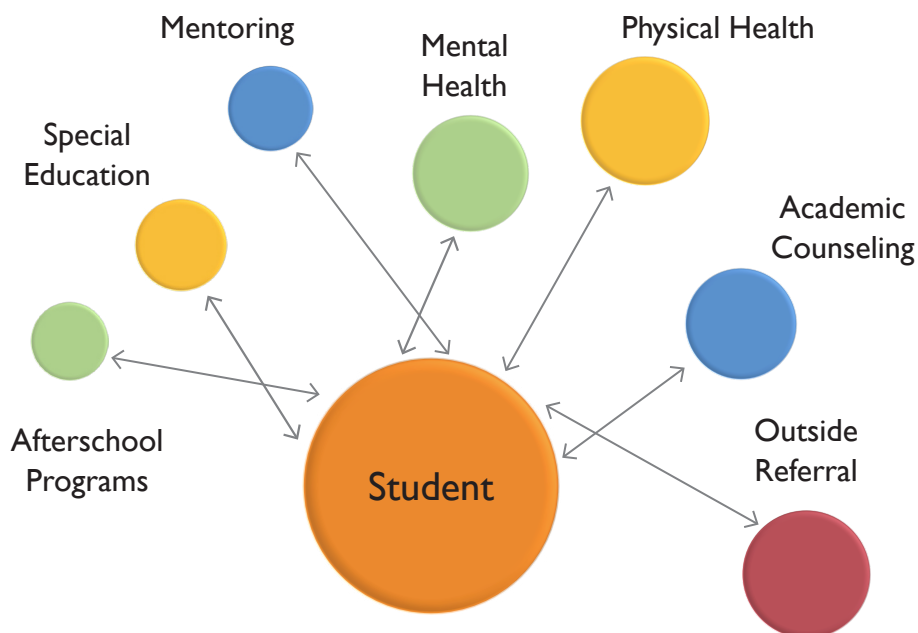 Mentoring
Mental
Health
Physical Health
Special
Education
Academic
Counseling
Afterschool
Programs
Outside
Referral
Student